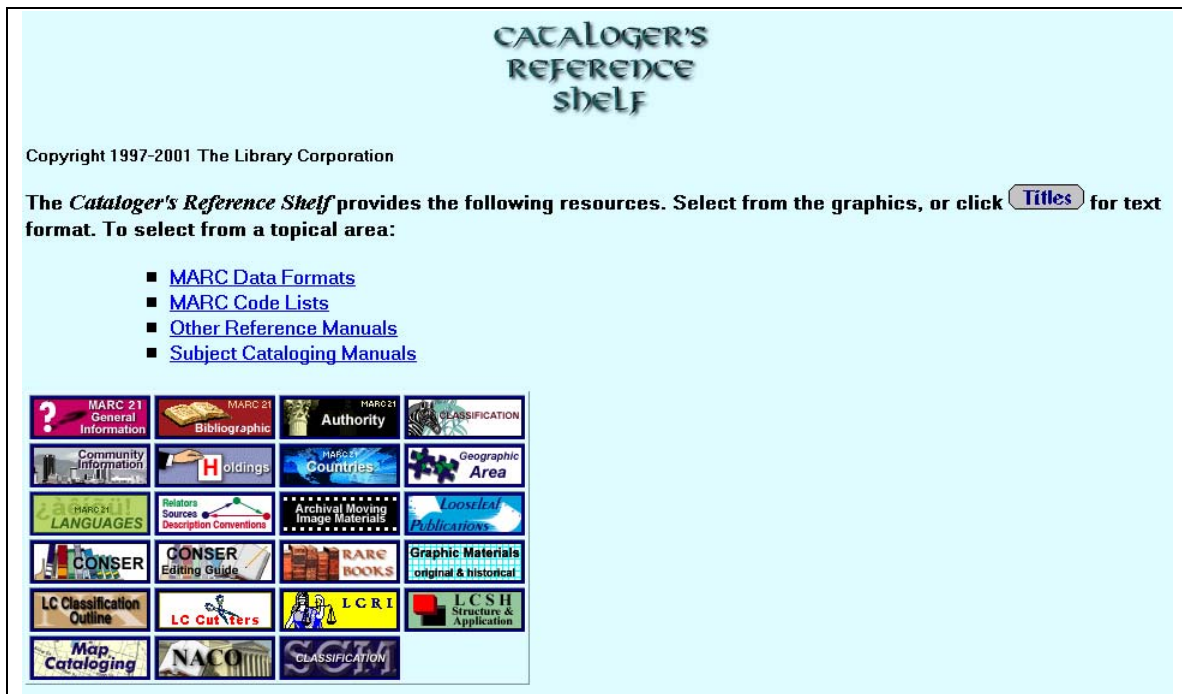 CATALOGER'S
REFERENCE
SHELF
Copyright 1997-2001 The Library Corporation
The Cataloger's Reference Shelf provides the following resources. Select from the graphics, or click Titles for text
format. To select from a topical area:
MARC Data Formats
MARC Code Lists
Other Reference Manuals
Subject Cataloging Manuals
? MARC 21
General
Information
MARC 21
Bibliographic
MARC21
Authority
CLASSIFICATION
Community
Information
Holdings
MARC21
Countries
Geographic
Area
MARC 21
LANGUAGES
Relators
Sources
Description Conventions
Archival Moving
Image Materials
Looseleaf
Publications
CONSER
CONSER
Editing Guide
RARE
BOOKS
Graphic Materials
original & historical
LC Classification
Outline
LC Cutters
LCRI
LCSH
Structure &
Application
Map
Cataloging
NACO
SCM
CLASSIFICATION